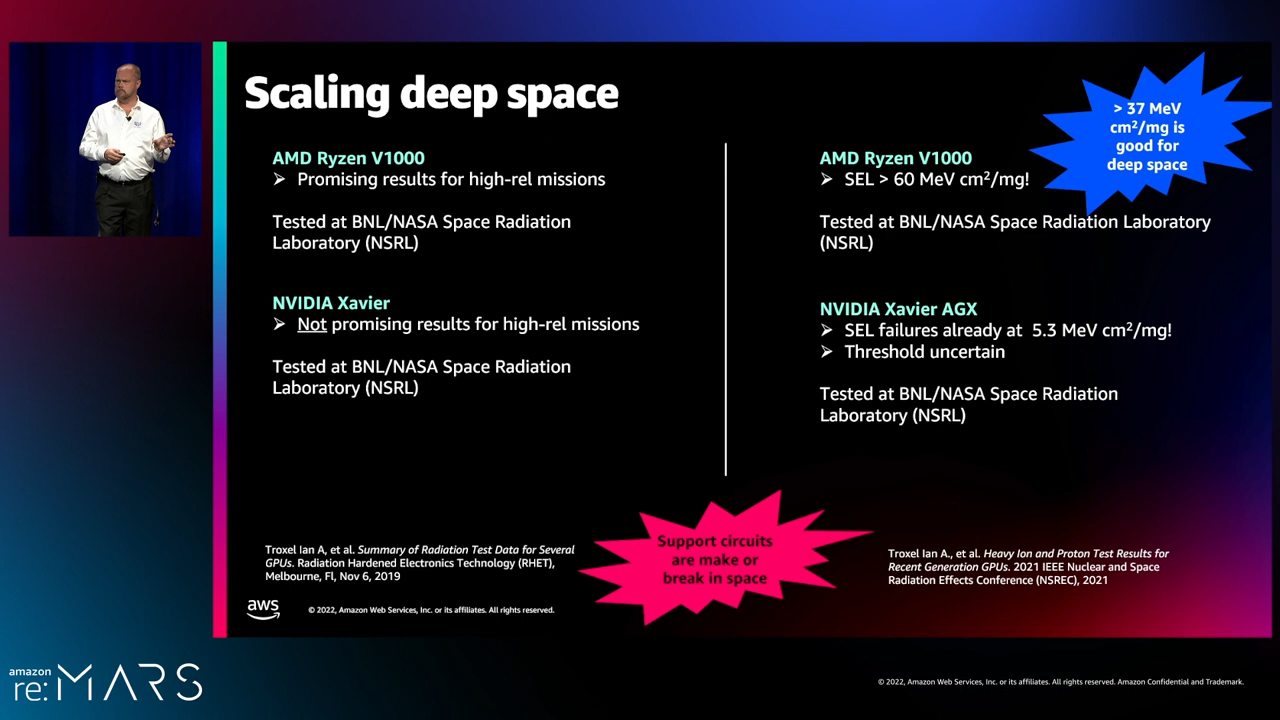 Scaling deep space
AMD Ryzen V1000
➢ Promising results for high-rel missions
Tested at BNL/NASA Space Radiation
Laboratory (NSRL)
NVIDIA Xavier
➢ Not promising results for high-rel missions
Tested at BNL/NASA Space Radiation
Laboratory (NSRL)
> 37 MeV
cm²/mg is
good for
deep space
AMD Ryzen V1000
➢ SEL > 60 MeV cm²/mg!
Tested at BNL/NASA Space Radiation Laboratory
(NSRL)
NVIDIA Xavier AGX
➢ SEL failures already at 5.3 MeV cm²/mg!
➢ Threshold uncertain
Tested at BNL/NASA Space Radiation
Laboratory (NSRL)
Troxel Ian A, et al. Summary of Radiation Test Data for Several
GPUs. Radiation Hardened Electronics Technology (RHET),
Melbourne, Fl, Nov 6, 2019
Support circuits
are make or
break in space
Troxel Ian A., et al. Heavy Ion and Proton Test Results for
Recent Generation GPUs. 2021 IEEE Nuclear and Space
Radiation Effects Conference (NSREC), 2021
aws
© 2022, Amazon Web Services, Inc. or its affiliates. All rights reserved.
amazon
re:MARS
© 2022, Amazon Web Services, Inc. or its affiliates. All rights reserved. Amazon Confidential and Trademark.